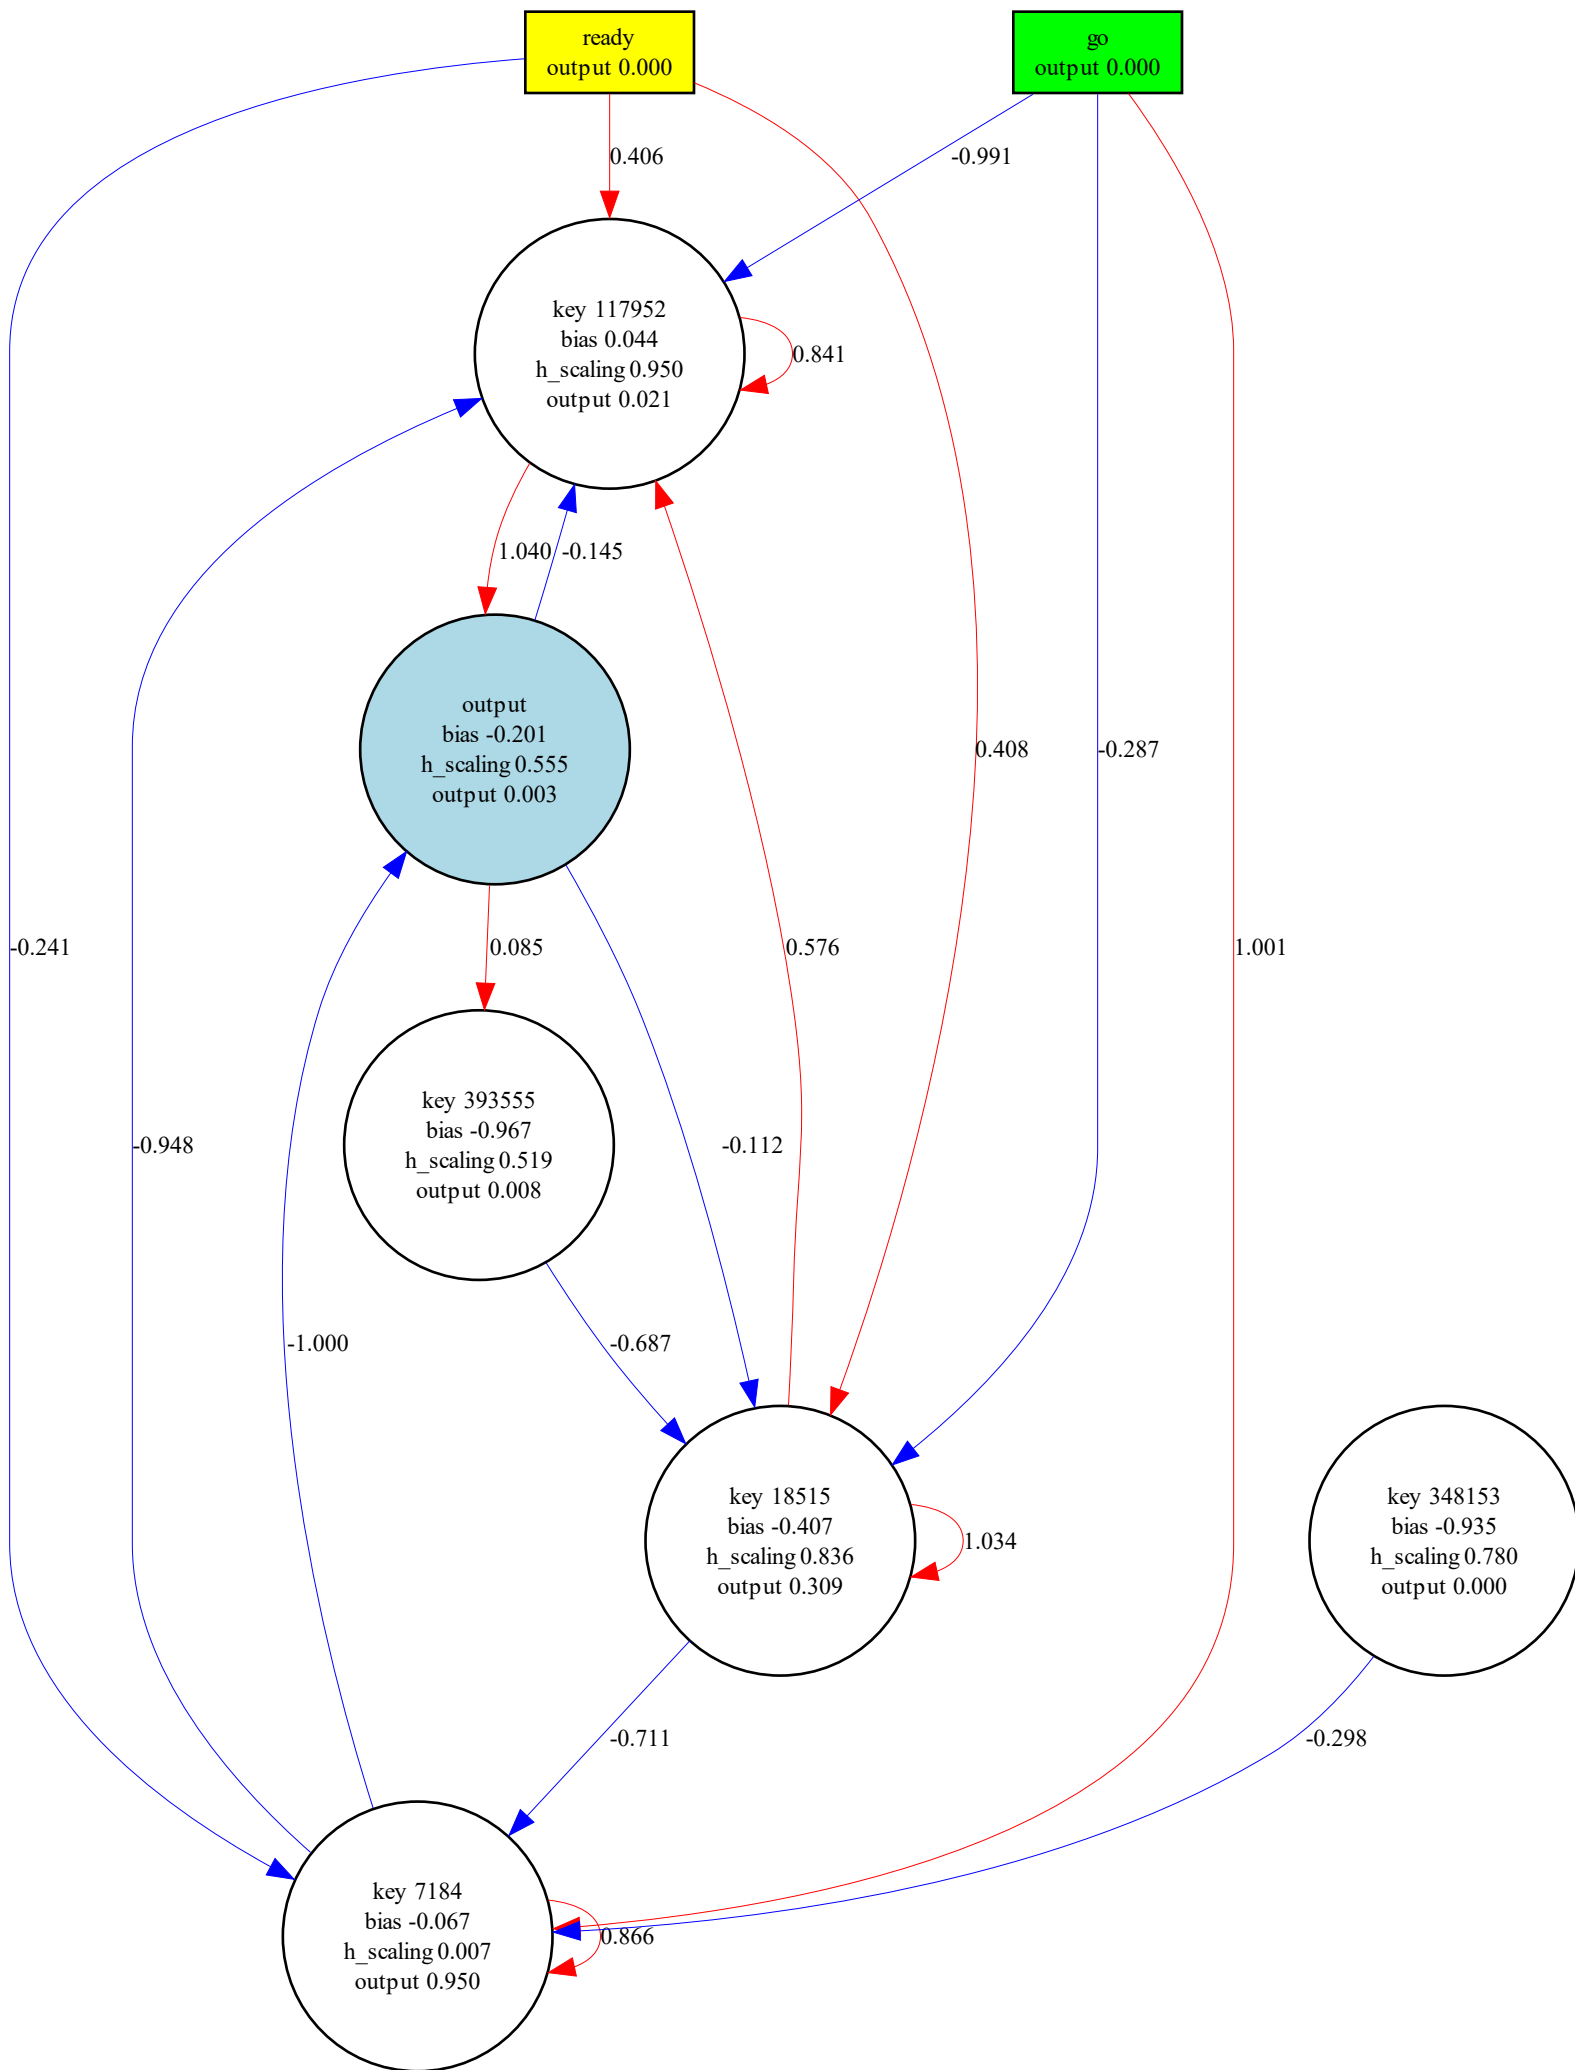 ready
output 0.000
go
output 0.000
0.406
-0.991
key 117952
bias 0.044
h_scaling 0.950
output 0.021
0.841
1.040
-0.145
output
bias -0.201
h_scaling 0.555
output 0.003
0.408
-0.287
-0.241
0.085
0.576
1.001
key 393555
bias -0.967
h_scaling 0.519
output 0.008
-0.948
-0.112
-1.000
-0.687
key 18515
bias -0.407
h_scaling 0.836
output 0.309
1.034
key 348153
bias -0.935
h_scaling 0.780
output 0.000
-0.711
-0.298
key 7184
bias -0.067
h_scaling 0.007
output 0.950
0.866